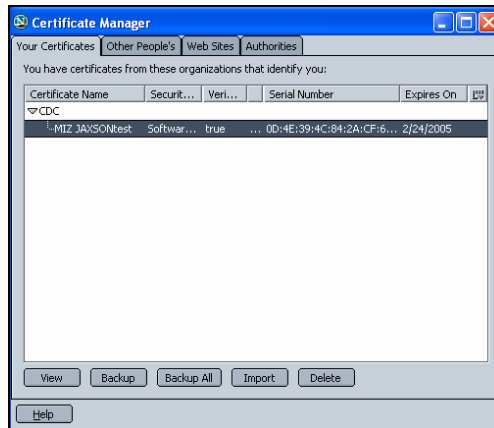 Certificate Manager
Your Certificates Other People's Web Sites Authorities
You have certificates from these organizations that identify you:
Certificate Name Securit... Veri... Serial Number Expires On
CDC
MIZ JAXSONtest Softwar... true ... 0D:4E:39:4C:84:2A:CF:6... 2/24/2005
View Backup Backup All Import Delete
Help